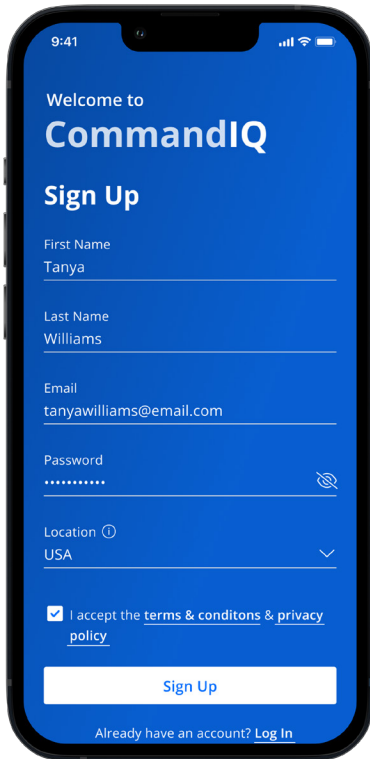 9:41
Welcome to
CommandIQ
Sign Up
First Name
Tanya
Last Name
Williams
Email
tanyawilliams@email.com
Password
•••••••••••
Location ⓘ
USA
I accept the terms & conditons & privacy
policy
Sign Up
Already have an account? Log In